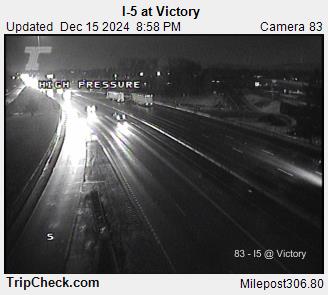 I-5 at Victory
Updated Dec 15 2024 8:58 PM Camera 83
HIGH PRESSURE
S
83 - I5 @ Victory
TripCheck.com Milepost306.80